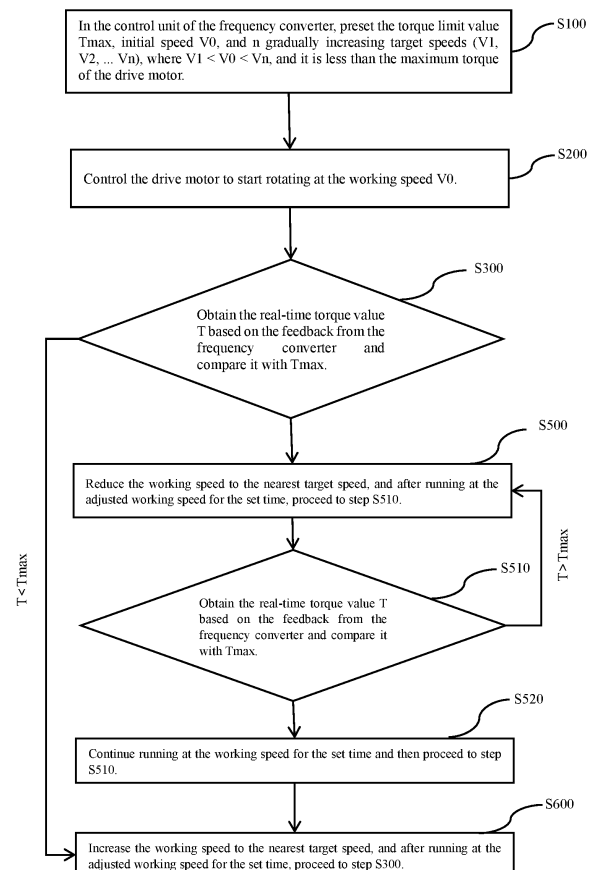 In the control unit of the frequency converter, preset the torque limit value
Tmax, initial speed V0, and n gradually increasing target speeds (V1,
V2, ... Vn), where V1 < V0 < Vn, and it is less than the maximum torque
of the drive motor.
S100
Control the drive motor to start rotating at the working speed V0.
S200
S300
Obtain the real-time torque value
T based on the feedback from the
frequency converter and
compare it with Tmax.
S500
Reduce the working speed to the nearest target speed, and after running at the
adjusted working speed for the set time, proceed to step S510.
T<Tmax
T>Tmax
S510
Obtain the real-time torque value T
based on the feedback from the
frequency converter and compare it
with Tmax.
S520
Continue running at the working speed for the set time and then proceed to step
S510.
S600
Increase the working speed to the nearest target speed, and after running at the
adjusted working speed for the set time, proceed to step S300.